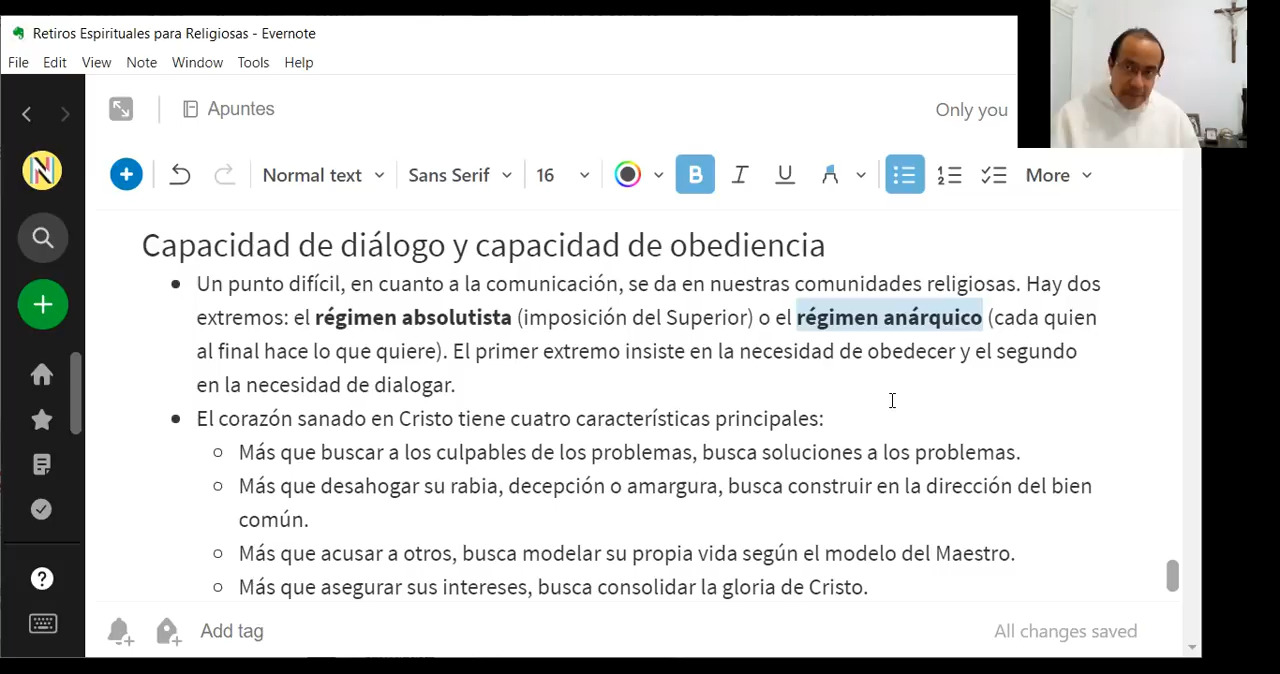 Retiros Espirituales para Religiosas - Evernote
File Edit View Note Window Tools Help
Apuntes
Only you
Normal text
Sans Serif
16
B I U
More
Capacidad de diálogo y capacidad de obediencia
• Un punto difícil, en cuanto a la comunicación, se da en nuestras comunidades religiosas. Hay dos
extremos: el régimen absolutista (imposición del Superior) o el régimen anárquico (cada quien
al final hace lo que quiere). El primer extremo insiste en la necesidad de obedecer y el segundo
en la necesidad de dialogar.
• El corazón sanado en Cristo tiene cuatro características principales:
○ Más que buscar a los culpables de los problemas, busca soluciones a los problemas.
○ Más que desahogar su rabia, decepción o amargura, busca construir en la dirección del bien
común.
○ Más que acusar a otros, busca modelar su propia vida según el modelo del Maestro.
○ Más que asegurar sus intereses, busca consolidar la gloria de Cristo.
Add tag
All changes saved